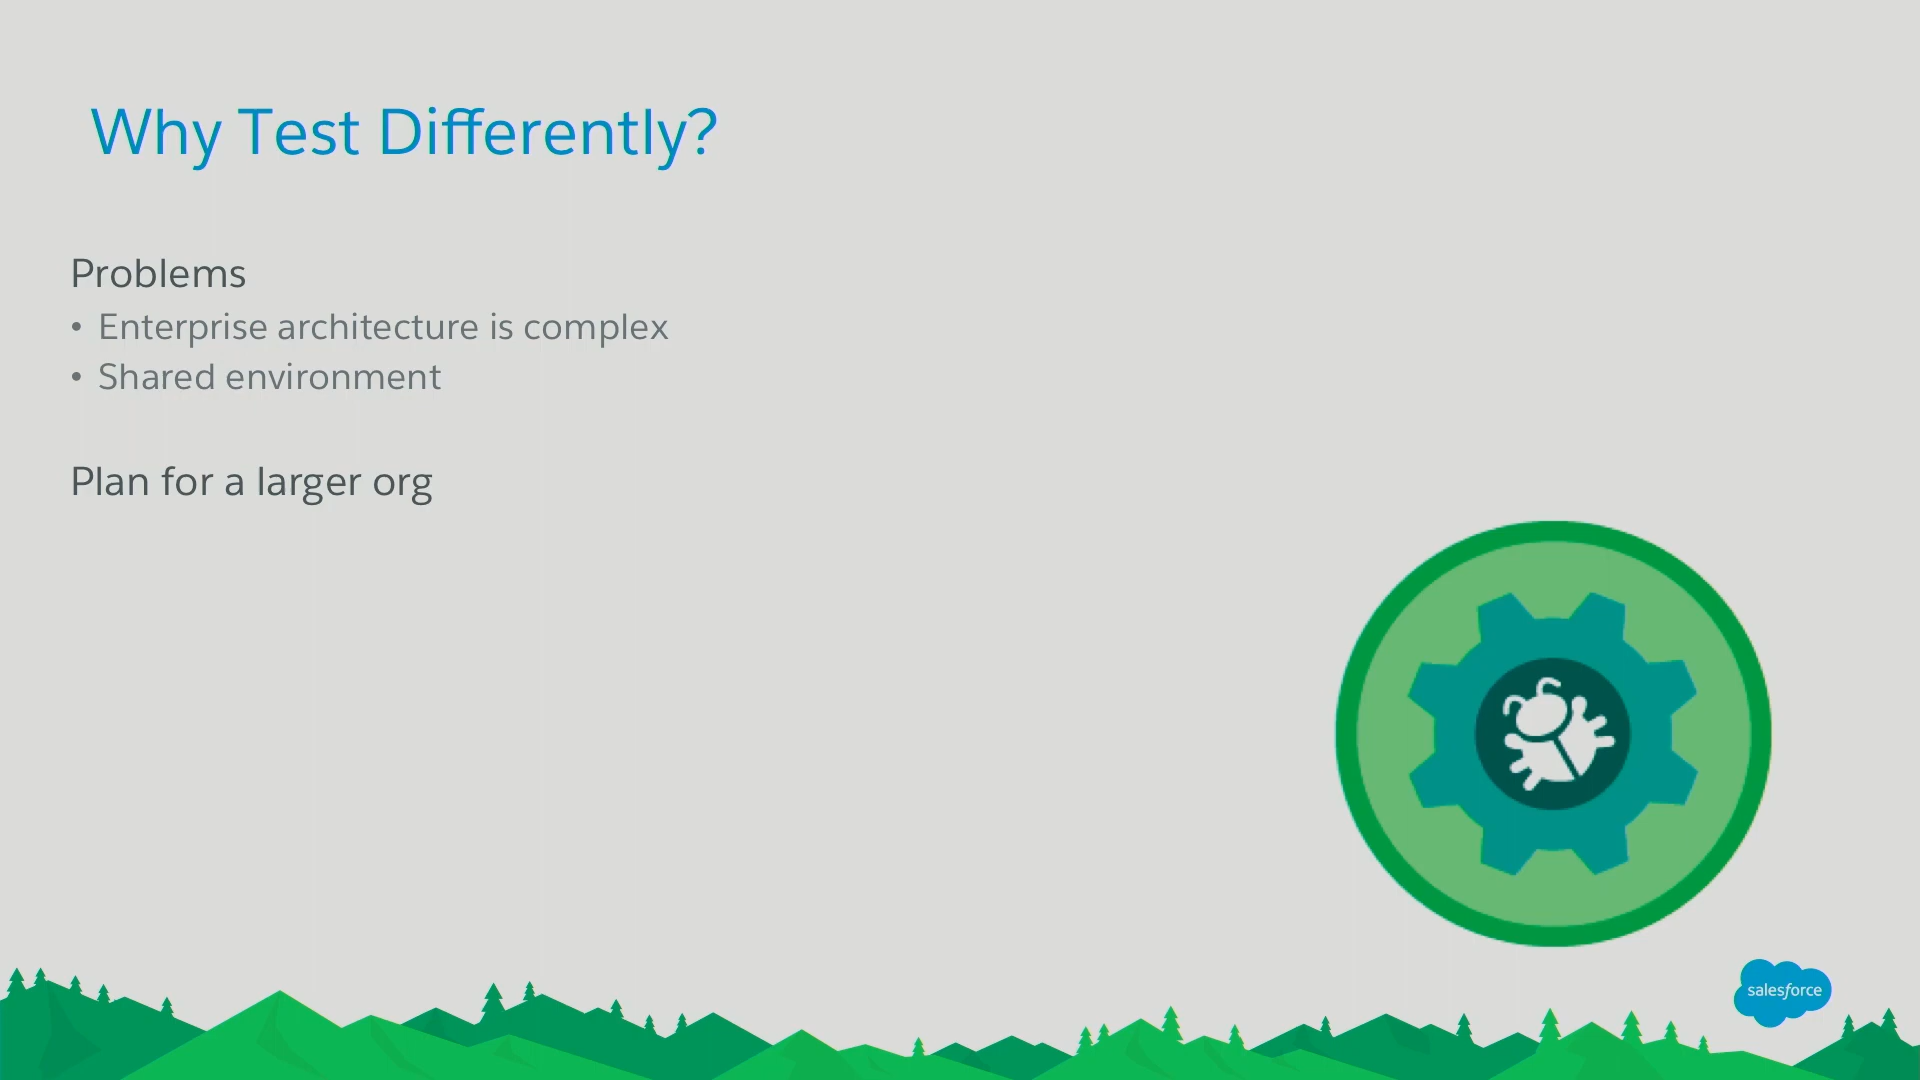 Why Test Differently?
Problems
• Enterprise architecture is complex
• Shared environment
Plan for a larger org
salesforce